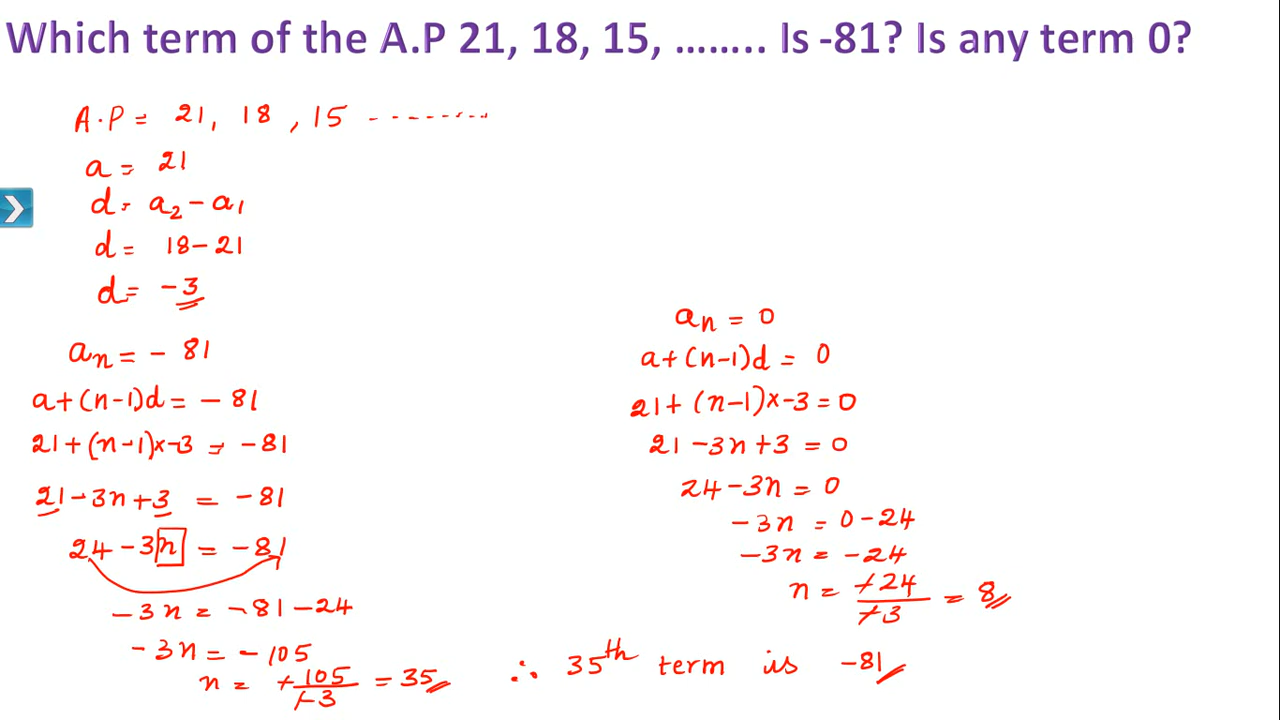 Which term of the A.P 21, 18, 15, …….. Is -81? Is any term 0?
A.P = 21, 18, 15 --------
a = 21
d = a₂ - a₁
d = 18-21
d = -3
aₙ = - 81
a+(n-1)d = - 81
21+(n-1)x-3 = -81
21-3n+3 = -81
24-3n = -81
-3n = -81-24
-3n = -105
n = -105/-3 = 35
aₙ = 0
a+(n-1)d = 0
21+(n-1)x-3=0
21-3n+3=0
24-3n=0
-3n = 0-24
-3n = -24
n = -24/-3 = 8
∴ 35th term is -81